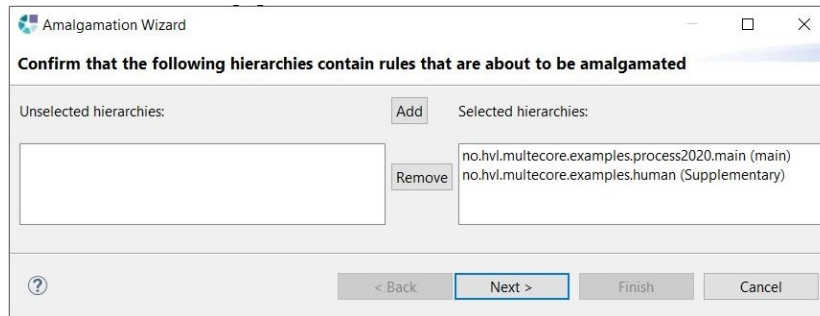 Amalgamation Wizard
Confirm that the following hierarchies contain rules that are about to be amalgamated
Unselected hierarchies:
Add
Selected hierarchies:
Remove
no.hvl.multecore.examples.process2020.main (main)
no.hvl.multecore.examples.human (Supplementary)
?
< Back
Next >
Finish
Cancel